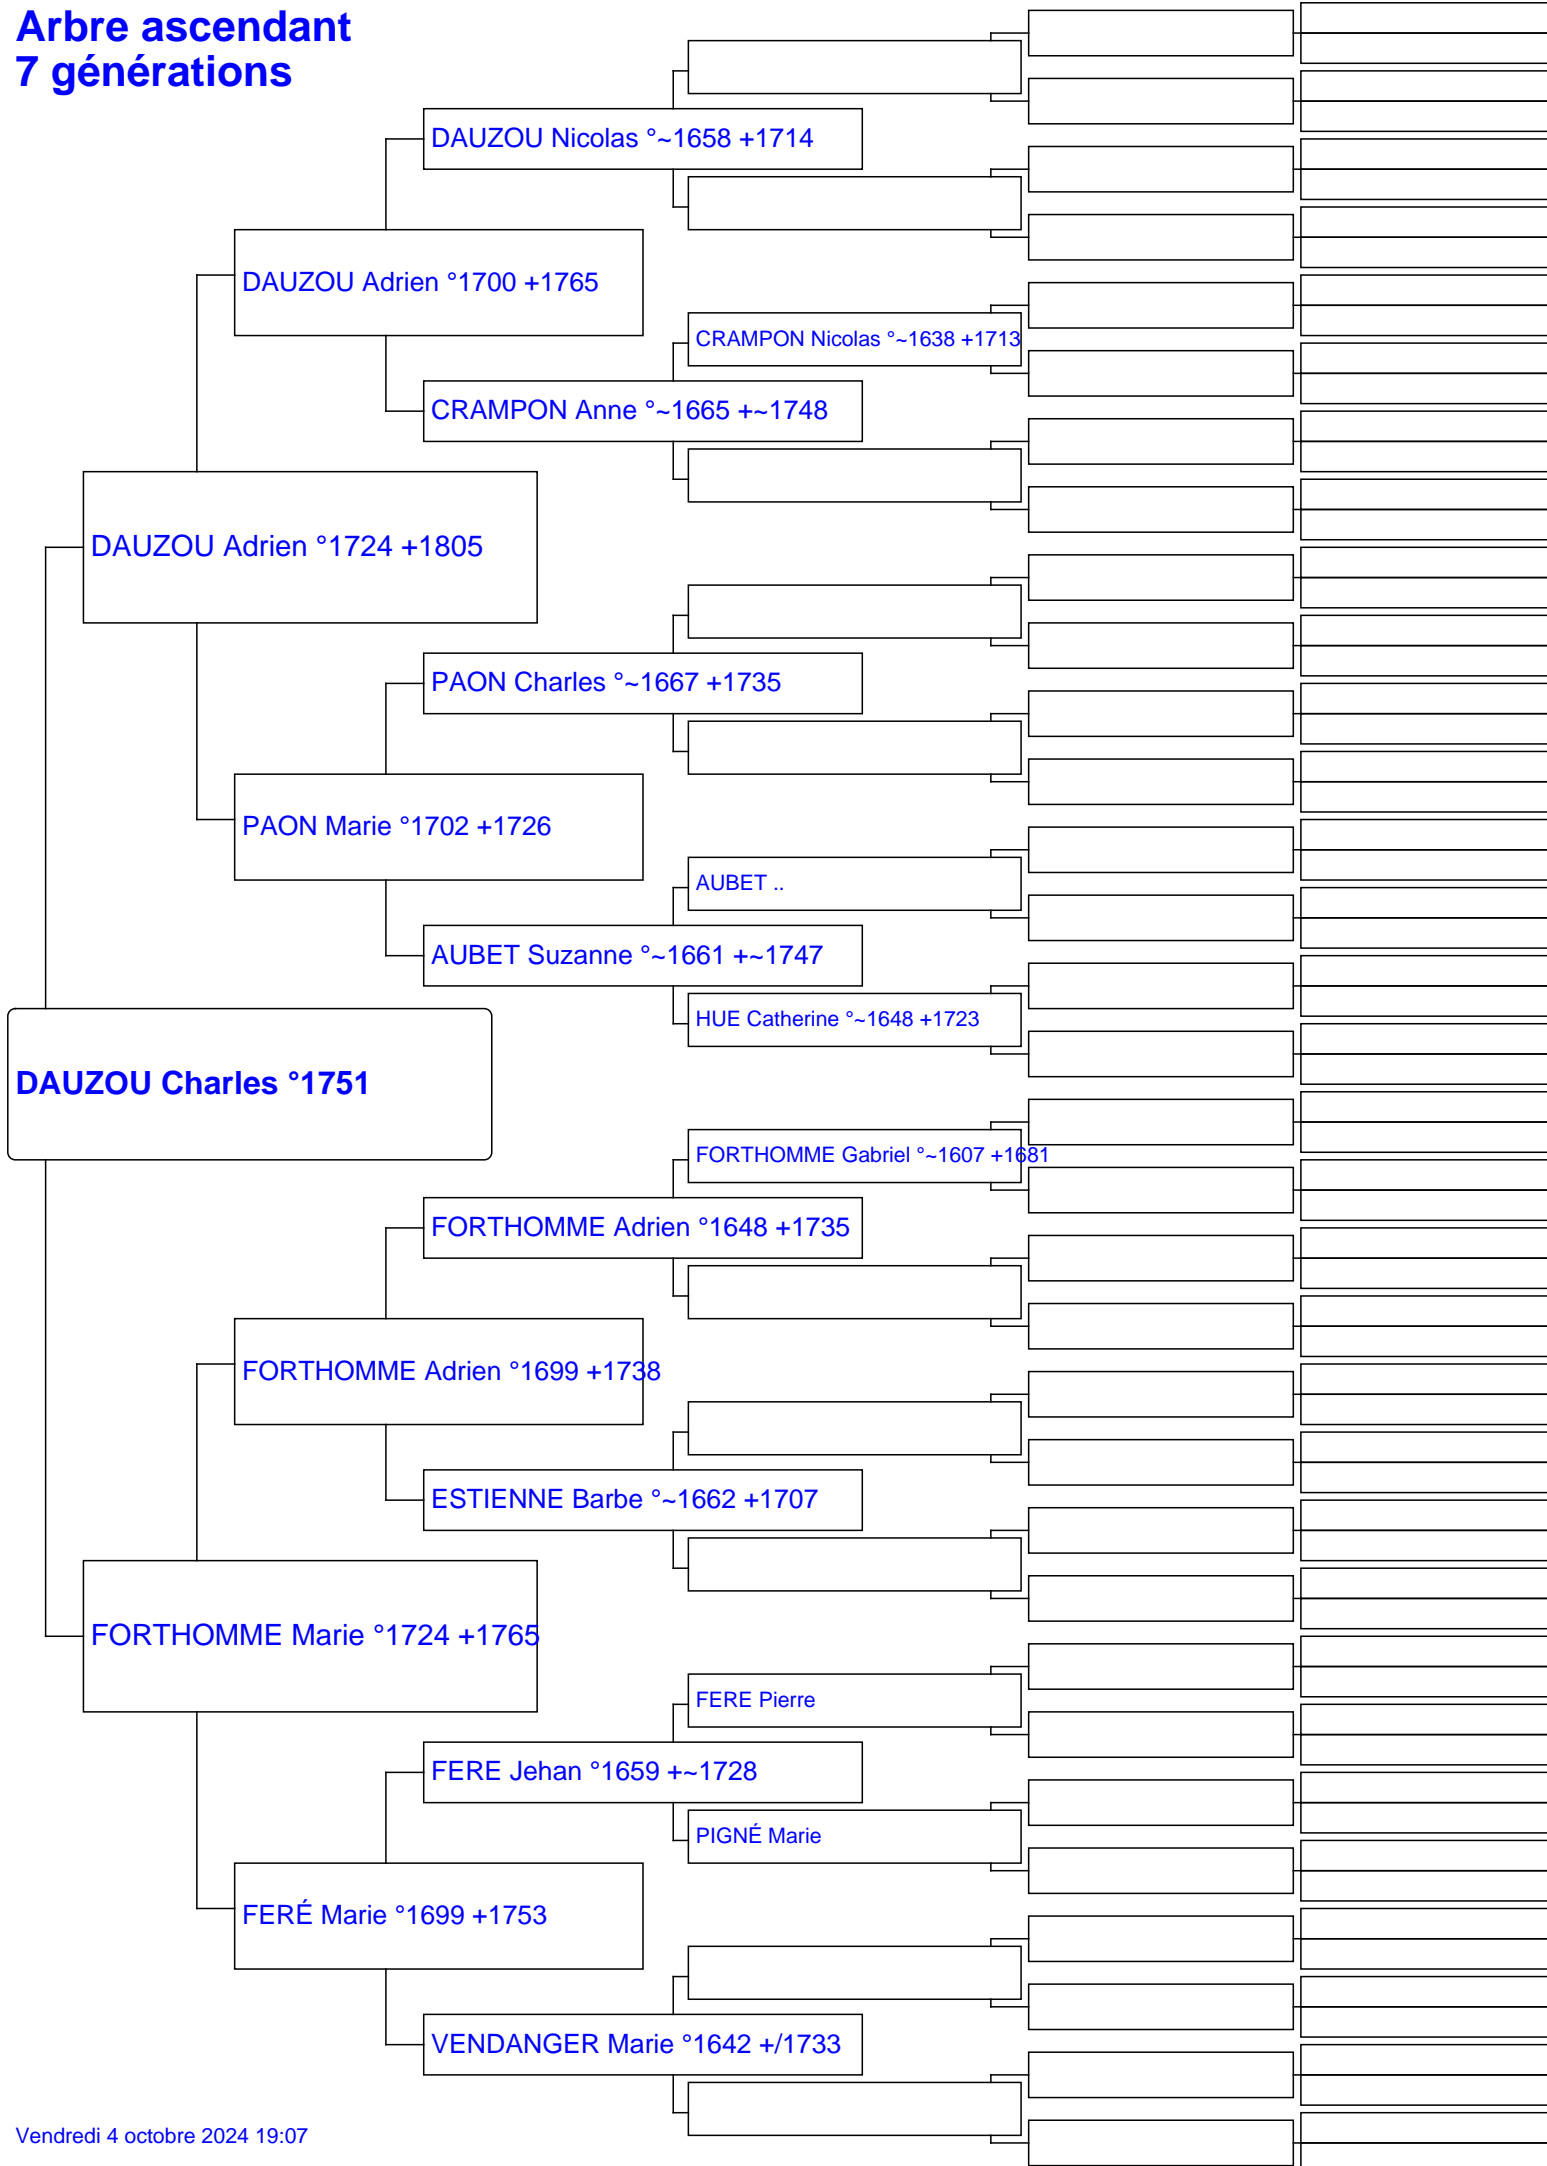 Arbre ascendant
7 générations
DAUZOU Nicolas °~1658 +1714
DAUZOU Adrien °1700 +1765
CRAMPON Nicolas °~1638 +1713
CRAMPON Anne °~1665 +~1748
DAUZOU Adrien °1724 +1805
PAON Charles °~1667 +1735
PAON Marie °1702 +1726
AUBET ..
AUBET Suzanne °~1661 +~1747
HUE Catherine °~1648 +1723
DAUZOU Charles °1751
FORTHOMME Gabriel °~1607 +1681
FORTHOMME Adrien °1648 +1735
FORTHOMME Adrien °1699 +1738
ESTIENNE Barbe °~1662 +1707
FORTHOMME Marie °1724 +1765
FERE Pierre
FERE Jehan °1659 +~1728
PIGNÉ Marie
FERÉ Marie °1699 +1753
VENDANGER Marie °1642 +/1733
Vendredi 4 octobre 2024 19:07